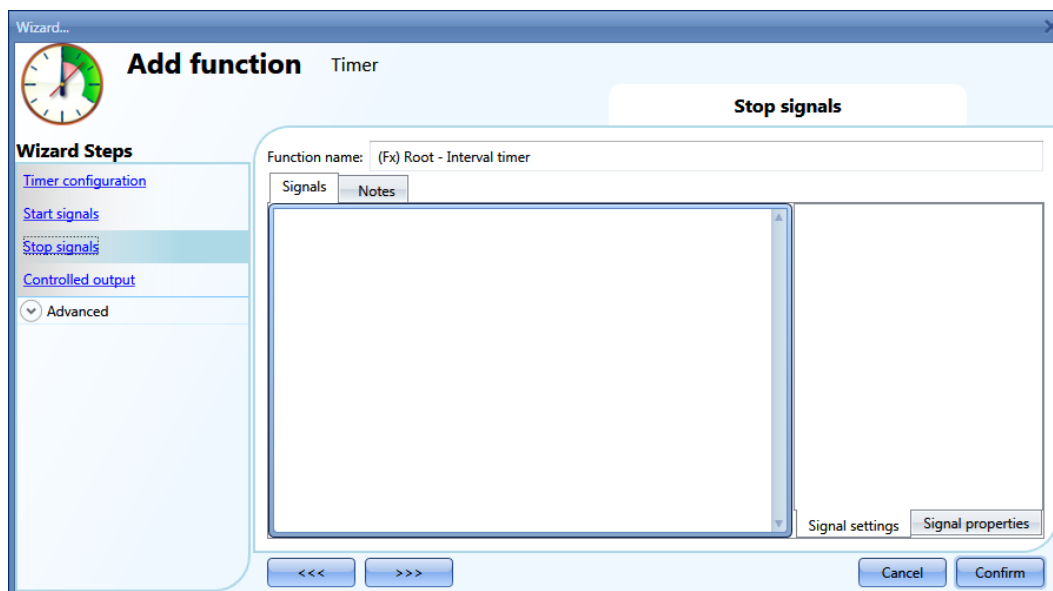 Wizard...
Add function Timer
Stop signals
Wizard Steps
Timer configuration
Start signals
Stop signals
Controlled output
Advanced
Function name: (Fx) Root - Interval timer
Signals Notes
Signal settings Signal properties
<<< >>> Cancel Confirm